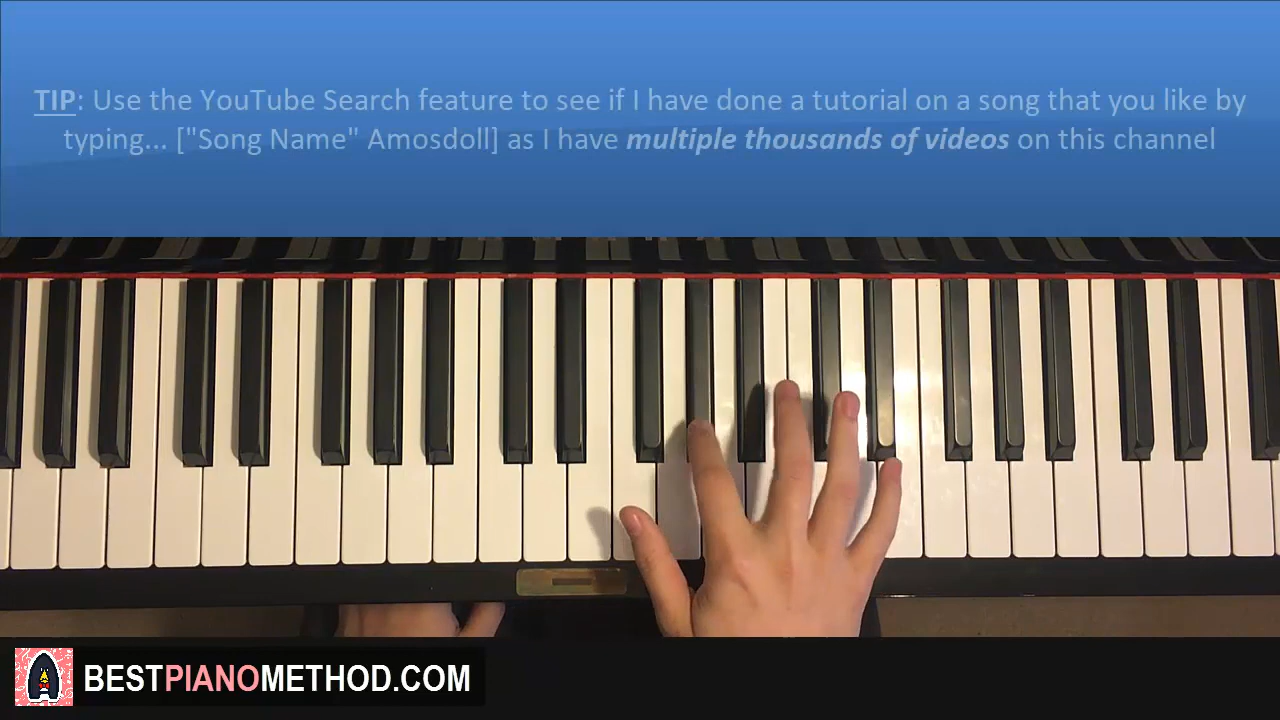 TIP: Use the YouTube Search feature to see if I have done a tutorial on a song that you like by
typing... ["Song Name" Amosdoll] as I have multiple thousands of videos on this channel
BESTPIANOMETHOD.COM